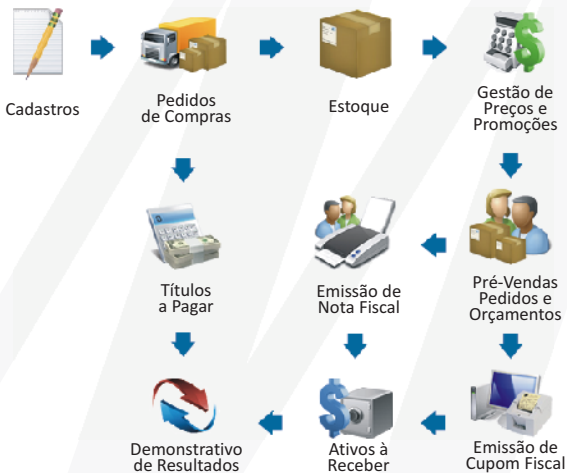 Cadastros
Pedidos
de Compras
Estoque
Gestão de
Preços e
Promoções
Títulos
a Pagar
Emissão de
Nota Fiscal
Pré-Vendas
Pedidos e
Orçamentos
Demonstrativo
de Resultados
Ativos à
Receber
Emissão de
Cupom Fiscal